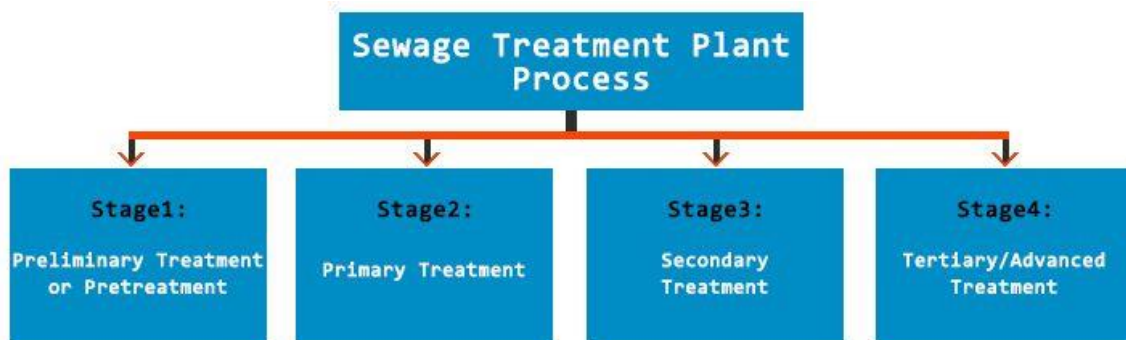 Sewage Treatment Plant
Process
Stage1:
Preliminary Treatment
or Pretreatment
Stage2:
Primary Treatment
Stage3:
Secondary
Treatment
Stage4:
Tertiary/Advanced
Treatment